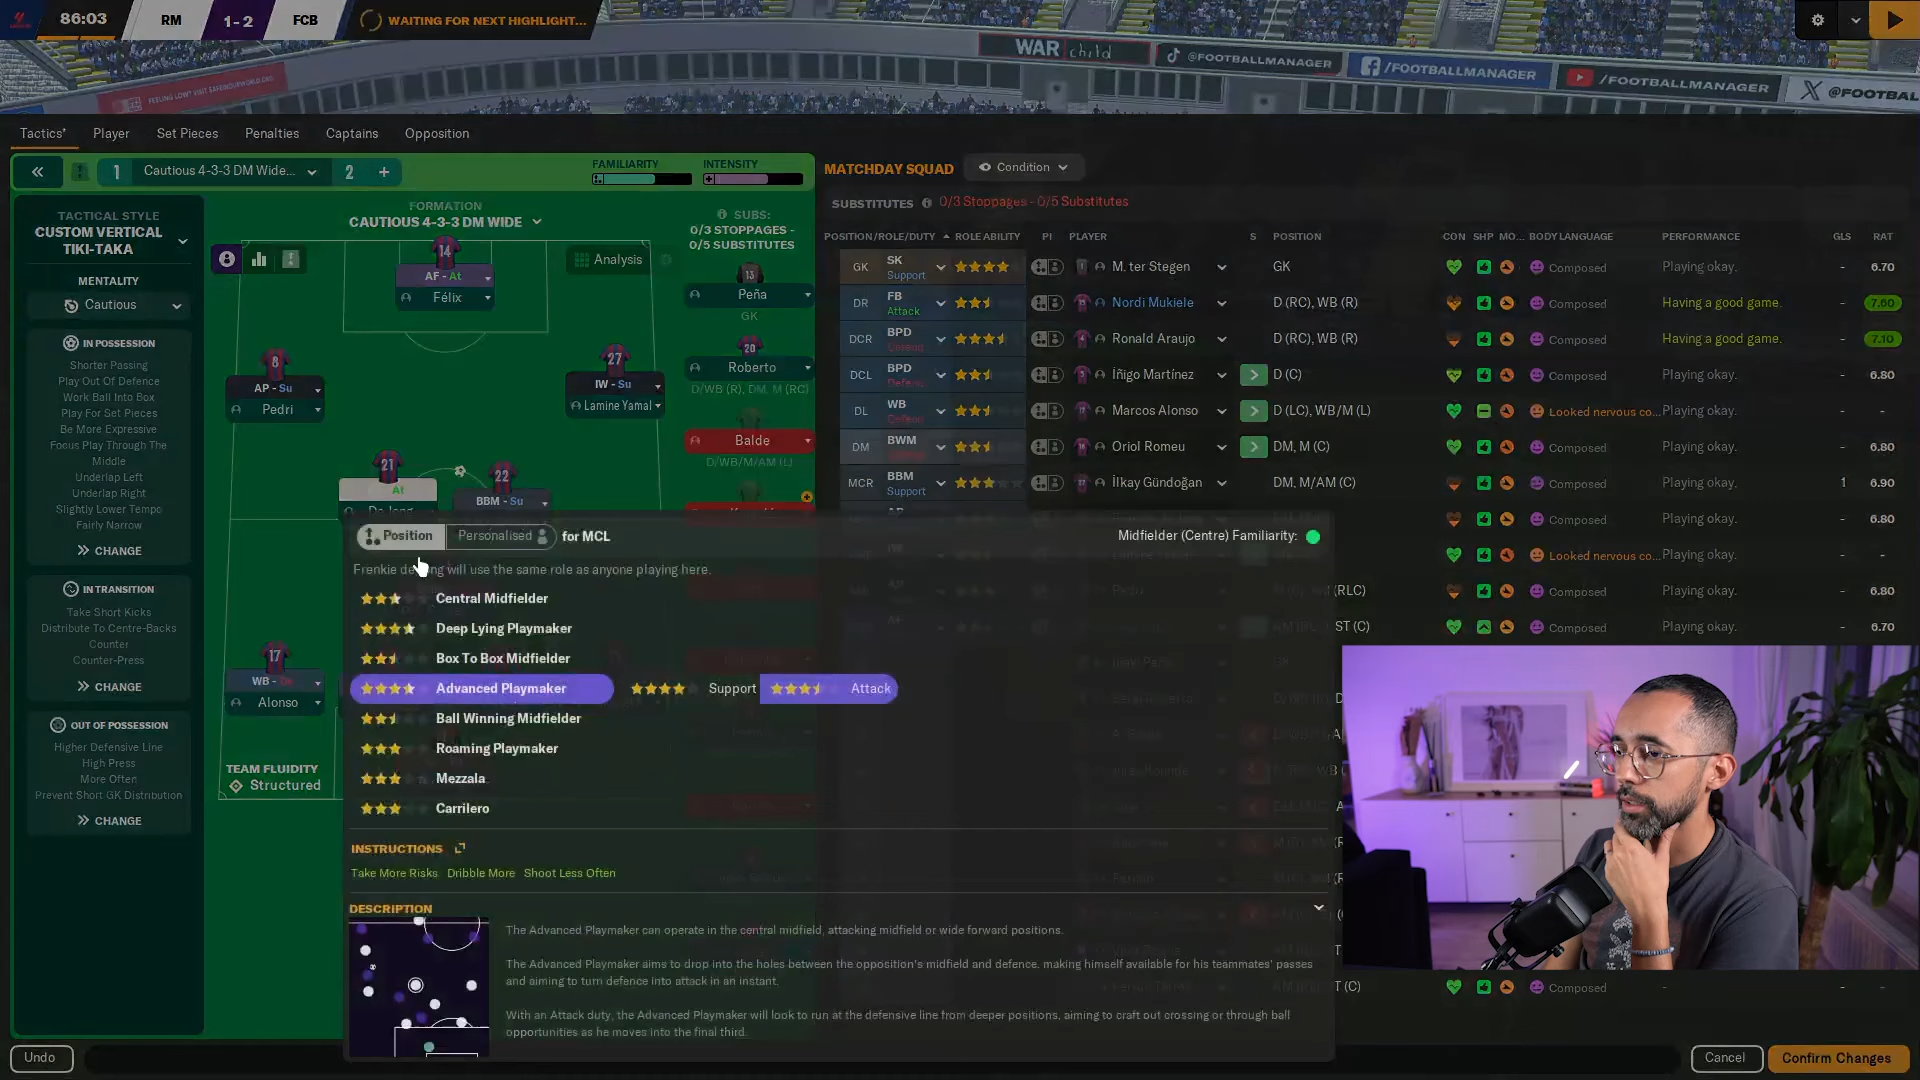 86:03 RM 1 - 2 FCB WAITING FOR NEXT HIGHLIGHT...
WAR child @FOOTBALLMANAGER /FOOTBALLMANAGER /FOOTBALLMANAGER @FOOTBAL
Tactics* Player Set Pieces Penalties Captains Opposition
1 Cautious 4-3-3 DM Wide... 2 +
FAMILIARITY INTENSITY
TACTICAL STYLE
CUSTOM VERTICAL
TIKI-TAKA
MENTALITY
Cautious
IN POSSESSION
Shorter Passing
Play Out Of Defence
Work Ball Into Box
Play For Set Pieces
Be More Expressive
Focus Play Through The
Middle
Underlap Left
Underlap Right
Slightly Lower Tempo
Fairly Narrow
CHANGE
IN TRANSITION
Take Short Kicks
Distribute To Centre-Backs
Counter
Counter-Press
CHANGE
OUT OF POSSESSION
Higher Defensive Line
High Press
More Often
Prevent Short GK Distribution
CHANGE
FORMATION
CAUTIOUS 4-3-3 DM WIDE
Analysis
14
AF - At
Félix
8
AP - Su
Pedri
27
IW - Su
Lamine Yamal
21
At
22
BBM - Su
17
WB - De
Alonso
TEAM FLUIDITY
Structured
SUBS:
0/3 STOPPAGES -
0/5 SUBSTITUTES
13
Peña
GK
20
Roberto
D/WB (R), DM, M (RC)
Balde
D/WB/M/AM (L)
MATCHDAY SQUAD Condition
SUBSTITUTES 0/3 Stoppages - 0/5 Substitutes
POSITION/ROLE/DUTY ROLE ABILITY PI PLAYER S POSITION CON SHP MO... BODY LANGUAGE PERFORMANCE GLS RAT
GK SK Support M. ter Stegen GK Composed Playing okay. - 6.70
DR FB Attack Nordi Mukiele D (RC), WB (R) Composed Having a good game. - 7.60
DCR BPD Ronald Araujo D (RC), WB (R) Composed Having a good game. - 7.10
DCL BPD Defend Íñigo Martínez D (C) Composed Playing okay. - 6.80
DL WB Defend Marcos Alonso D (LC), WB/M (L) Looked nervous co... Playing okay. - -
DM BWM Oriol Romeu DM, M (C) Composed Playing okay. - 6.80
MCR BBM Support İlkay Gündoğan DM, M/AM (C) Composed Playing okay. 1 6.90
Composed Playing okay. - 6.80
Looked nervous co... Playing okay. - -
(RLC) Composed Playing okay. - 6.80
ST (C) Composed Playing okay. - 6.70
T (C) Composed - -
Position Personalised for MCL Midfielder (Centre) Familiarity:
Frenkie de Jong will use the same role as anyone playing here.
Central Midfielder
Deep Lying Playmaker
Box To Box Midfielder
Advanced Playmaker Support Attack
Ball Winning Midfielder
Roaming Playmaker
Mezzala
Carrilero
INSTRUCTIONS
Take More Risks Dribble More Shoot Less Often
DESCRIPTION
The Advanced Playmaker can operate in the central midfield, attacking midfield or wide forward positions.
The Advanced Playmaker aims to drop into the holes between the opposition's midfield and defence, making himself available for his teammates' passes
and aiming to turn defence into attack in an instant.
With an Attack duty, the Advanced Playmaker will look to run at the defensive line from deeper positions, aiming to craft out crossing or through ball
opportunities as he moves into the final third.
Undo Cancel Confirm Changes